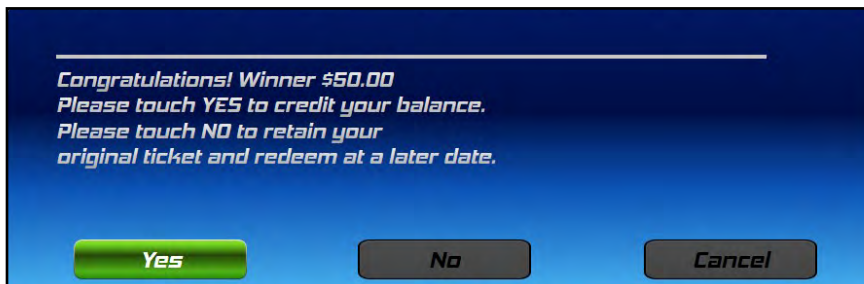 Congratulations! Winner $50.00
Please touch YES to credit your balance.
Please touch NO to retain your
original ticket and redeem at a later date.
Yes
No
Cancel